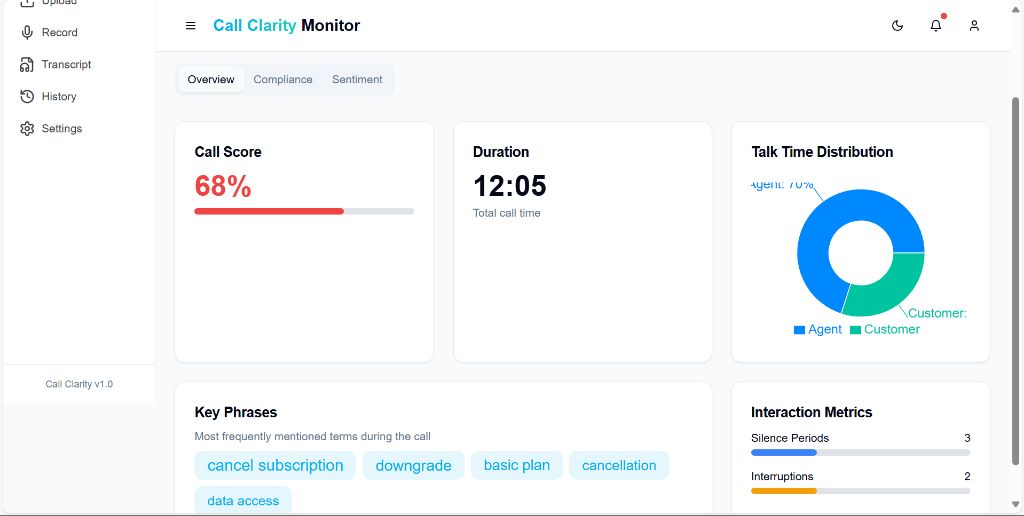 Upload
Record
Transcript
History
Settings
Call Clarity v1.0
Call Clarity Monitor
Overview Compliance Sentiment
Call Score
68%
Duration
12:05
Total call time
Talk Time Distribution
Agent: 70%
Customer:
Agent Customer
Key Phrases
Most frequently mentioned terms during the call
cancel subscription downgrade basic plan cancellation
data access
Interaction Metrics
Silence Periods 3
Interruptions 2